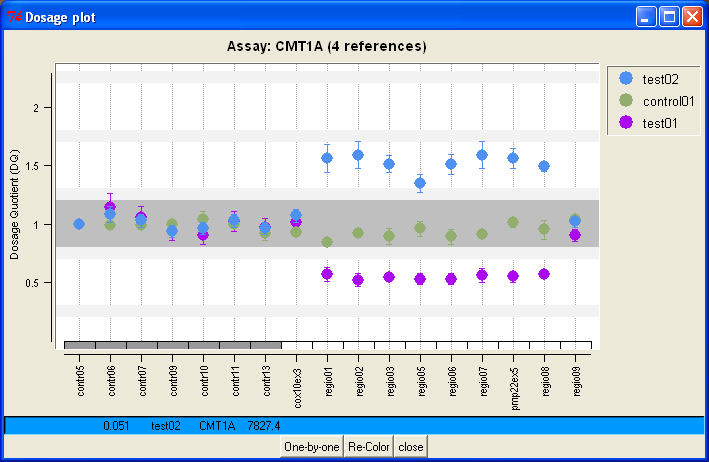 Dosage plot
Assay: CMT1A (4 references)
Dosage Quotient (DQ)
2
1.5
1
0.5
test02
control01
test01
contr05
contr06
contr07
contr09
contr10
contr11
contr13
cox10ex3
regio01
regio02
regio03
regio05
regio06
regio07
pmp22ex5
regio08
regio09
0.051 test02 CMT1A 7827.4
One-by-one Re-Color close